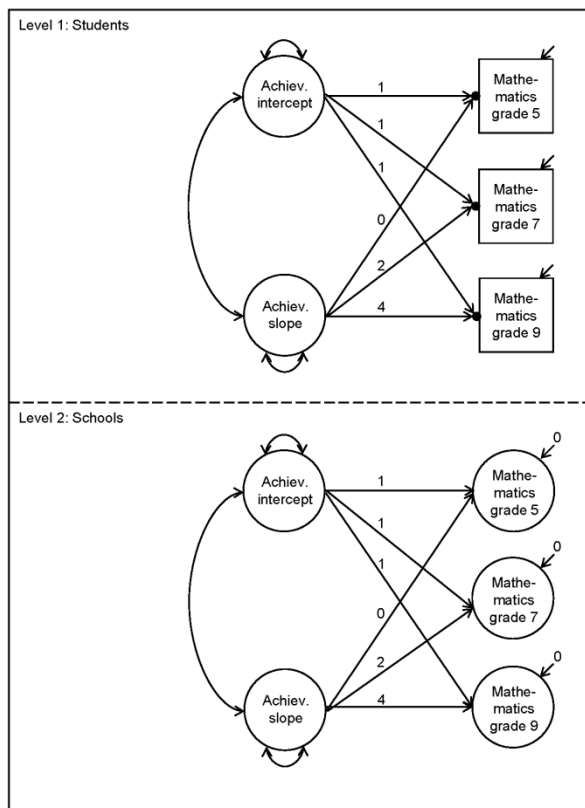 Level 1: Students
Achiev.
intercept
1
1
1
0
2
4
Mathe-
matics
grade 5
Mathe-
matics
grade 7
Mathe-
matics
grade 9
Achiev.
slope
Level 2: Schools
Achiev.
intercept
1
1
1
0
2
4
0
Mathe-
matics
grade 5
0
Mathe-
matics
grade 7
0
Mathe-
matics
grade 9
Achiev.
slope